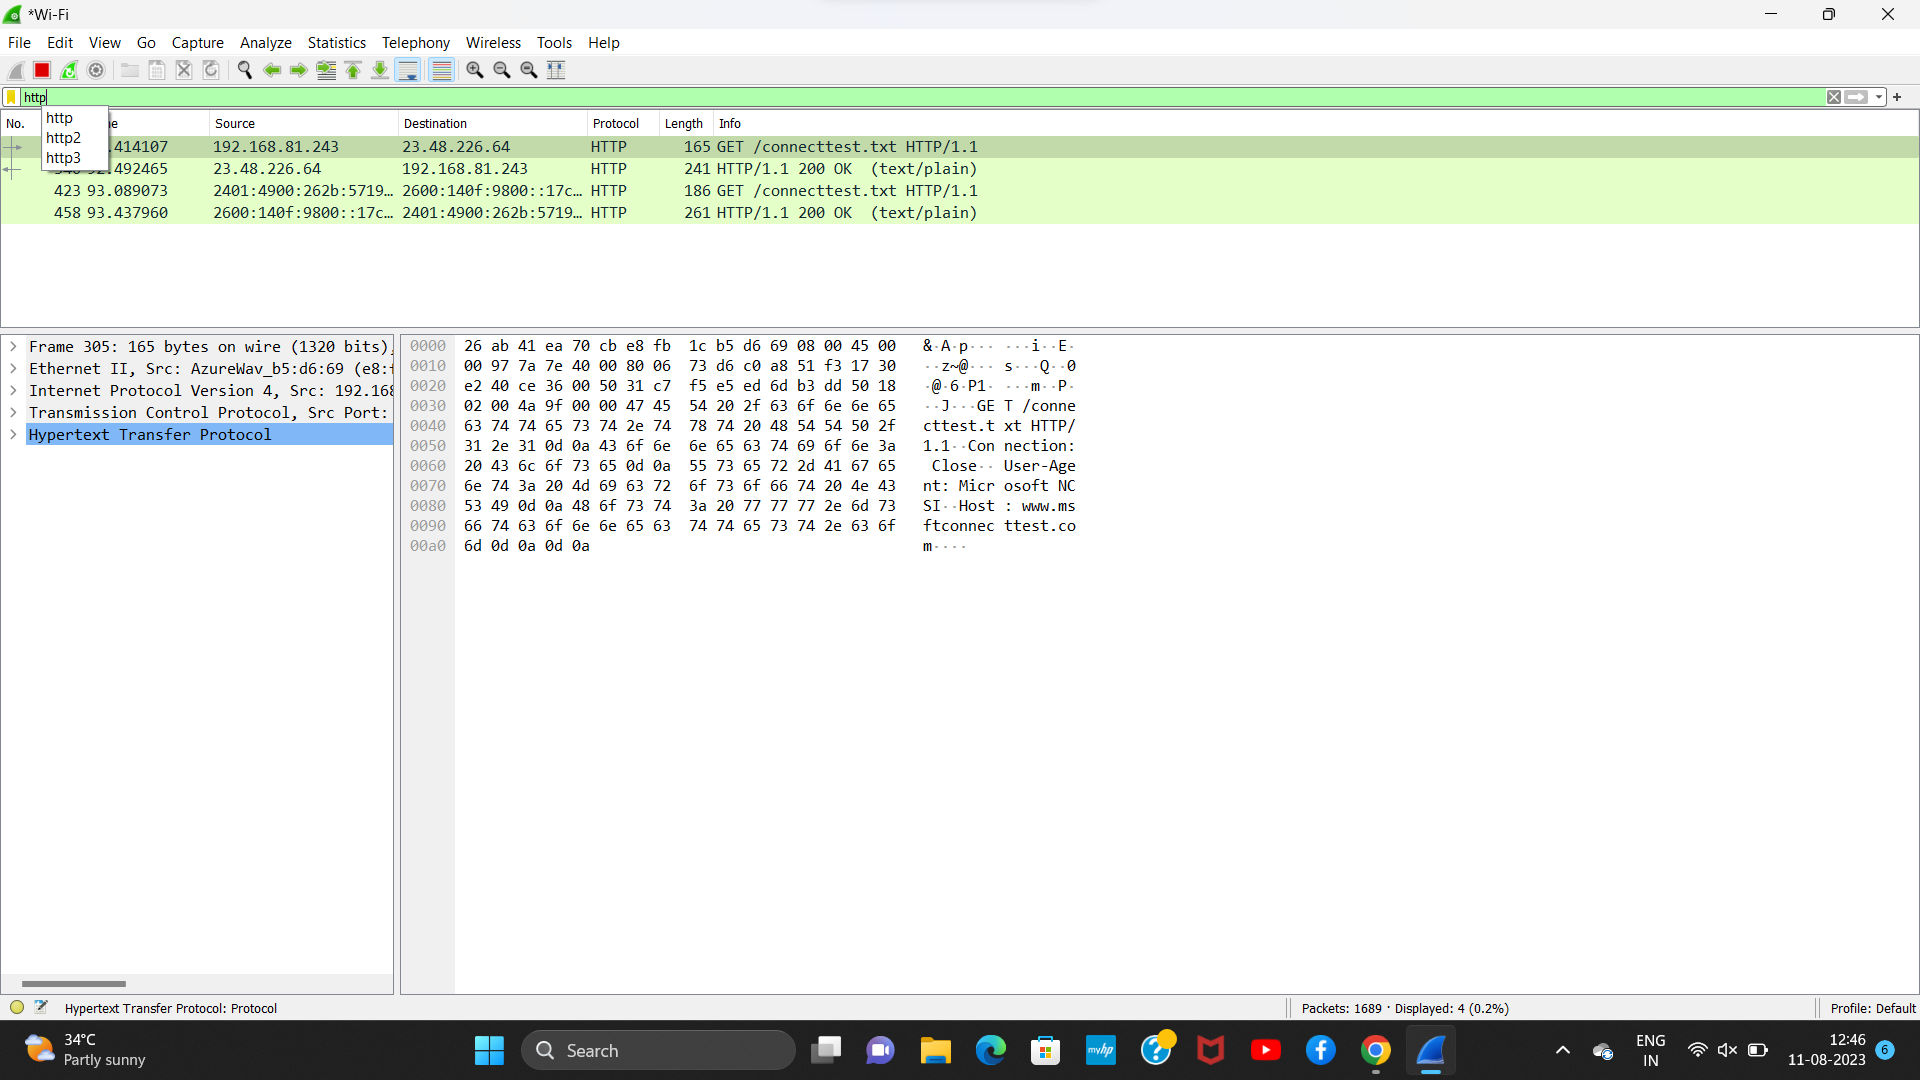 *Wi-Fi
File Edit View Go Capture Analyze Statistics Telephony Wireless Tools Help
http
http
http2
http3
No. Source Destination Protocol Length Info
.414107 192.168.81.243 23.48.226.64 HTTP 165 GET /connecttest.txt HTTP/1.1
.492465 23.48.226.64 192.168.81.243 HTTP 241 HTTP/1.1 200 OK (text/plain)
423 93.089073 2401:4900:262b:5719… 2600:140f:9800::17c… HTTP 186 GET /connecttest.txt HTTP/1.1
458 93.437960 2600:140f:9800::17c… 2401:4900:262b:5719… HTTP 261 HTTP/1.1 200 OK (text/plain)
Frame 305: 165 bytes on wire (1320 bits),
Ethernet II, Src: AzureWav_b5:d6:69 (e8:f
Internet Protocol Version 4, Src: 192.168
Transmission Control Protocol, Src Port:
Hypertext Transfer Protocol
0000 26 ab 41 ea 70 cb e8 fb 1c b5 d6 69 08 00 45 00 &·A·p··· ···i··E·
0010 00 97 7a 7e 40 00 80 06 73 d6 c0 a8 51 f3 17 30 ··z~@··· s···Q··0
0020 e2 40 ce 36 00 50 31 c7 f5 e5 ed 6d b3 dd 50 18 ·@·6·P1· ···m··P·
0030 02 00 4a 9f 00 00 47 45 54 20 2f 63 6f 6e 6e 65 ··J···GE T /conne
0040 63 74 74 65 73 74 2e 74 78 74 20 48 54 54 50 2f cttest.t xt HTTP/
0050 31 2e 31 0d 0a 43 6f 6e 6e 65 63 74 69 6f 6e 3a 1.1··Con nection:
0060 20 43 6c 6f 73 65 0d 0a 55 73 65 72 2d 41 67 65 Close·· User-Age
0070 6e 74 3a 20 4d 69 63 72 6f 73 6f 66 74 20 4e 43 nt: Micr osoft NC
0080 53 49 0d 0a 48 6f 73 74 3a 20 77 77 77 2e 6d 73 SI··Host : www.ms
0090 66 74 63 6f 6e 6e 65 63 74 74 65 73 74 2e 63 6f ftconnec ttest.co
00a0 6d 0d 0a 0d 0a m····
Hypertext Transfer Protocol: Protocol
Packets: 1689 · Displayed: 4 (0.2%)
Profile: Default
34°C
Partly sunny
Search
myhp
ENG
IN
12:46
11-08-2023
6